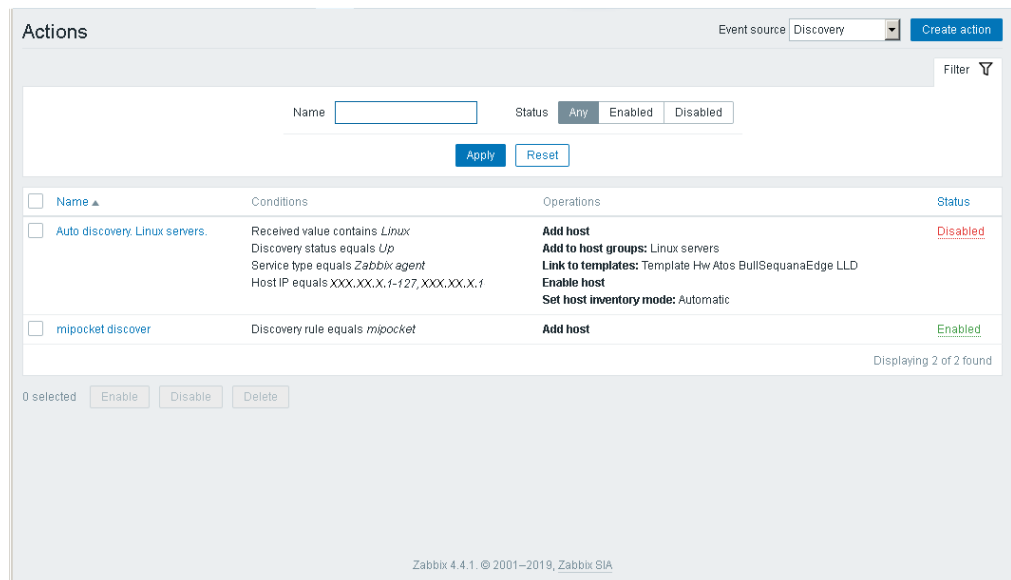 Actions
Event source Discovery Create action
Filter
Name Status Any Enabled Disabled
Apply Reset
Name Conditions Operations Status
Auto discovery. Linux servers. Received value contains Linux Add host Disabled
Discovery status equals Up Add to host groups: Linux servers
Service type equals Zabbix agent Link to templates: Template Hw Atos BullSequanaEdge LLD
Host IP equals XXX.XX.X.1-127, XXX.XX.X.1 Enable host
Set host inventory mode: Automatic
mipocket discover Discovery rule equals mipocket Add host Enabled
Displaying 2 of 2 found
0 selected Enable Disable Delete
Zabbix 4.4.1. © 2001–2019, Zabbix SIA